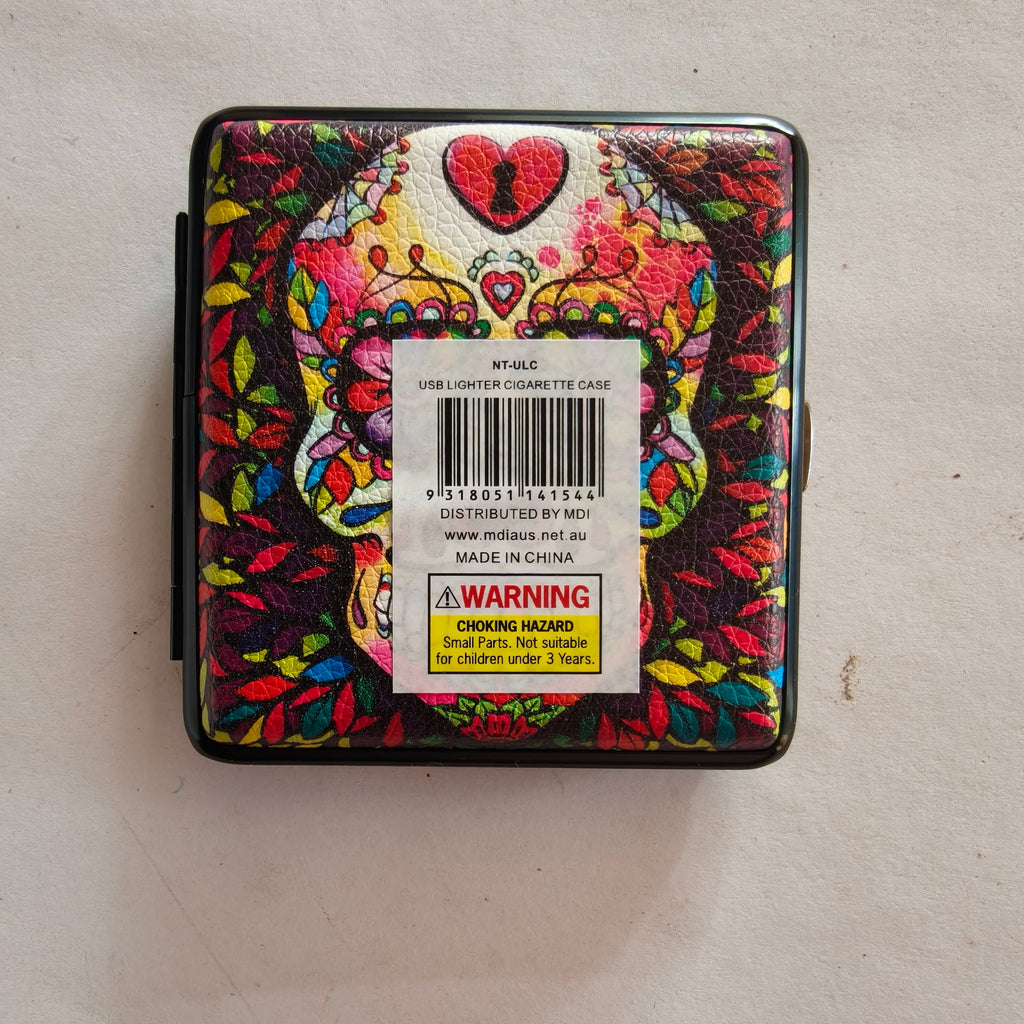 NT-ULC
USB LIGHTER CIGARETTE CASE
9 318051 141544
DISTRIBUTED BY MDI
www.mdiaus.net.au
MADE IN CHINA
WARNING
CHOKING HAZARD
Small Parts. Not suitable
for children under 3 Years.